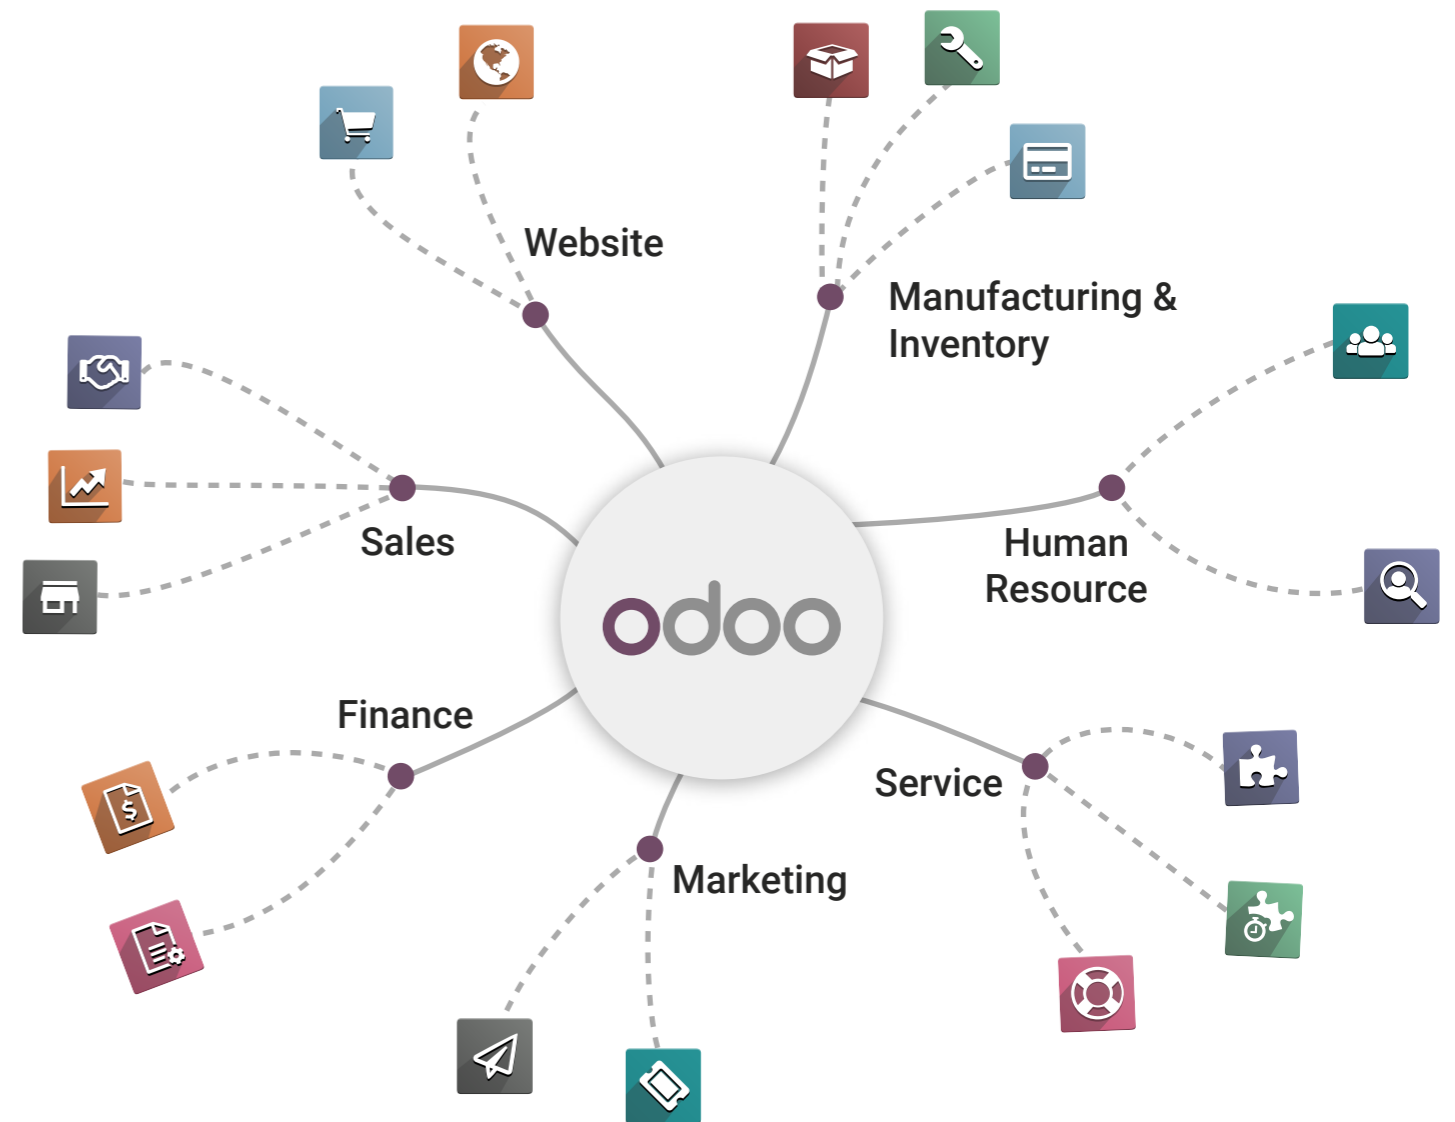 Website
Manufacturing &
Inventory
Sales
Human
Resource
odoo
Finance
Service
Marketing
$